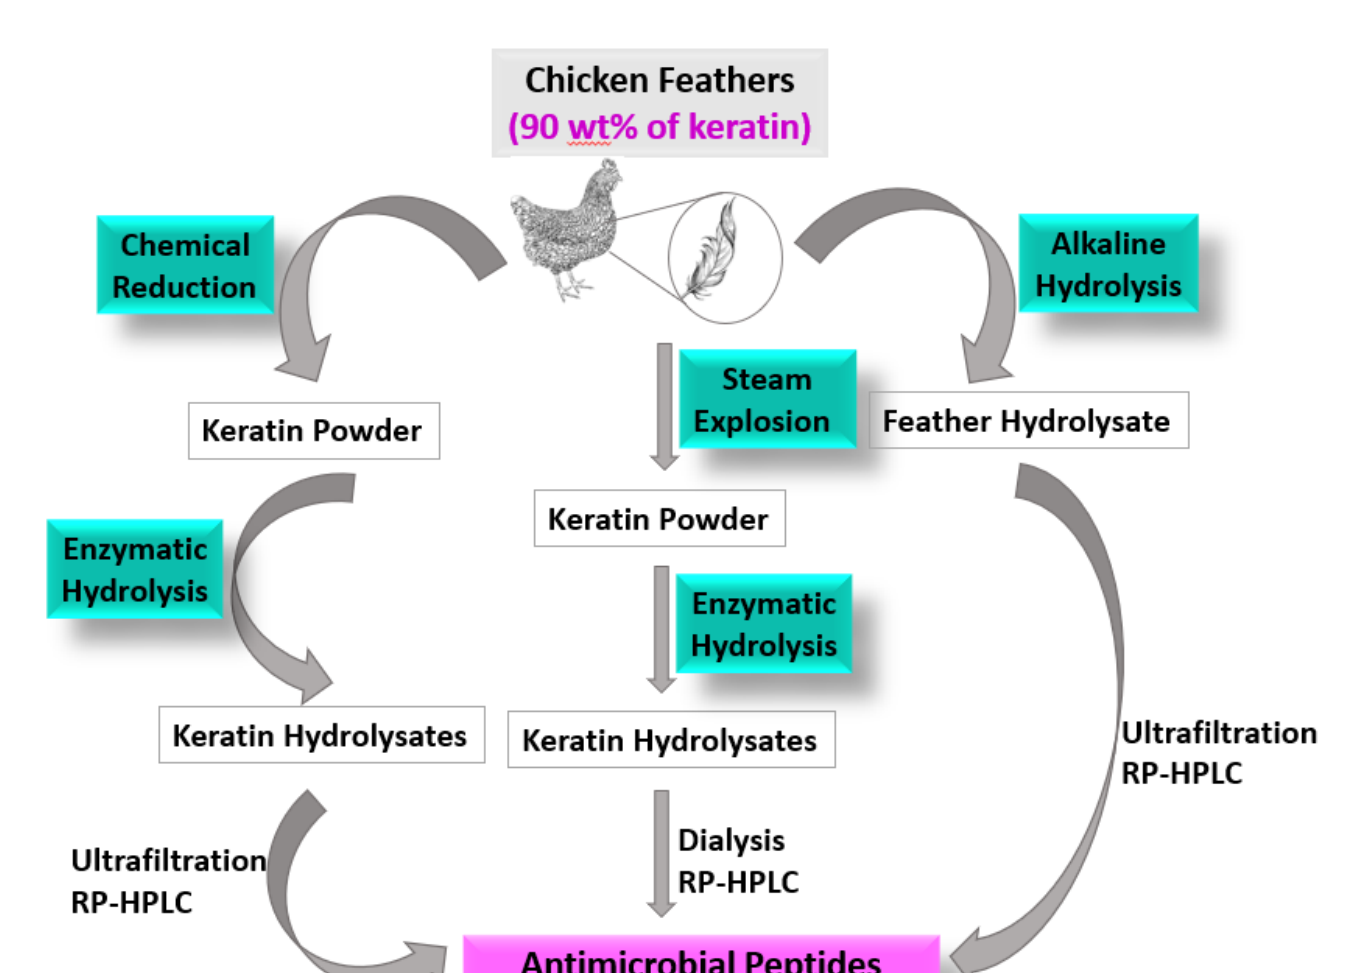 Chicken Feathers
(90 wt% of keratin)
Chemical
Reduction
Alkaline
Hydrolysis
Steam
Explosion
Keratin Powder
Feather Hydrolysate
Keratin Powder
Enzymatic
Hydrolysis
Enzymatic
Hydrolysis
Keratin Hydrolysates
Keratin Hydrolysates
Ultrafiltration
RP-HPLC
Ultrafiltration
RP-HPLC
Dialysis
RP-HPLC
Antimicrobial Peptides